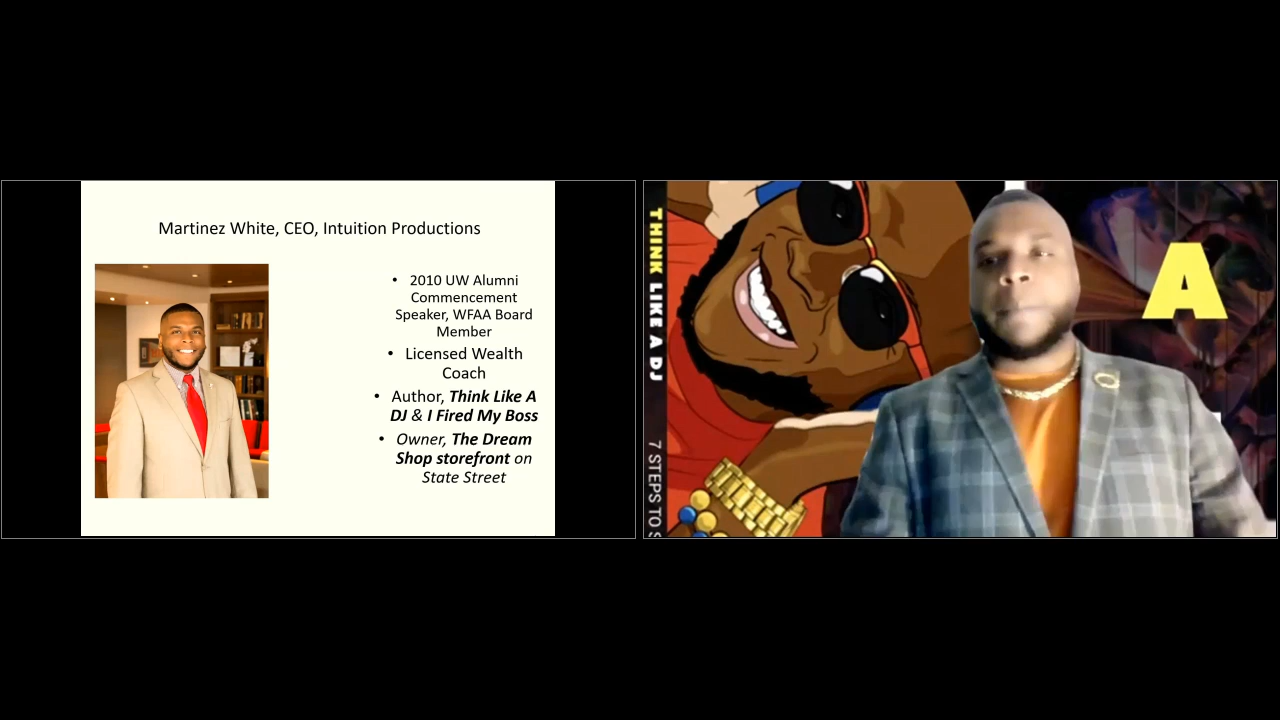 Martinez White, CEO, Intuition Productions
• 2010 UW Alumni
Commencement
Speaker, WFAA Board
Member
• Licensed Wealth
Coach
• Author, Think Like A
DJ & I Fired My Boss
• Owner, The Dream
Shop storefront on
State Street
THINK LIKE A DJ
7 STEPS TO
A